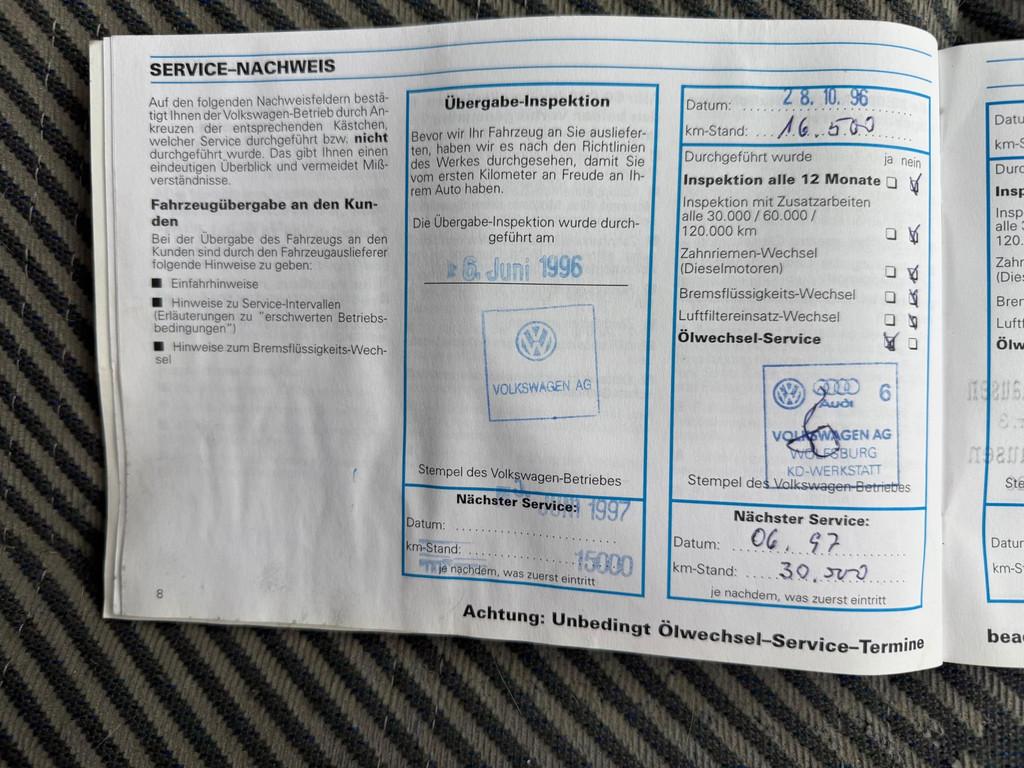 SERVICE–NACHWEIS
Auf den folgenden Nachweisfeldern bestä-
tigt Ihnen der Volkswagen-Betrieb durch An-
kreuzen der entsprechenden Kästchen,
welcher Service durchgeführt bzw. nicht
durchgeführt wurde. Das gibt Ihnen einen
eindeutigen Überblick und vermeidet Miß-
verständnisse.
Fahrzeugübergabe an den Kun-
den
Bei der Übergabe des Fahrzeugs an den
Kunden sind durch den Fahrzeugauslieferer
folgende Hinweise zu geben:
■ Einfahrhinweise
■ Hinweise zu Service-Intervallen
(Erläuterungen zu "erschwerten Betriebs-
bedingungen")
■ Hinweise zum Bremsflüssigkeits-Wech-
sel
8
Übergabe-Inspektion
Bevor wir Ihr Fahrzeug an Sie ausliefer-
ten, haben wir es nach den Richtlinien
des Werkes durchgesehen, damit Sie
vom ersten Kilometer an Freude an Ih-
rem Auto haben.
Die Übergabe-Inspektion wurde durch-
geführt am
6. Juni 1996
VOLKSWAGEN AG
Stempel des Volkswagen-Betriebes
Nächster Service:
Juni 1997
Datum:
km-Stand: 15000
je nachdem, was zuerst eintritt
Datum: 28. 10. 96
km-Stand: 16.500
Durchgeführt wurde ja nein
Inspektion alle 12 Monate
Inspektion mit Zusatzarbeiten
alle 30.000 / 60.000 /
120.000 km
Zahnriemen-Wechsel
(Dieselmotoren)
Bremsflüssigkeits-Wechsel
Luftfiltereinsatz-Wechsel
Ölwechsel-Service
Audi 6
VOLKSWAGEN AG
WOLFSBURG
KD-WERKSTATT
Stempel des Volkswagen-Betriebes
Nächster Service:
Datum: 06. 97
km-Stand: 30.500
je nachdem, was zuerst eintritt
Achtung: Unbedingt Ölwechsel–Service–Termine